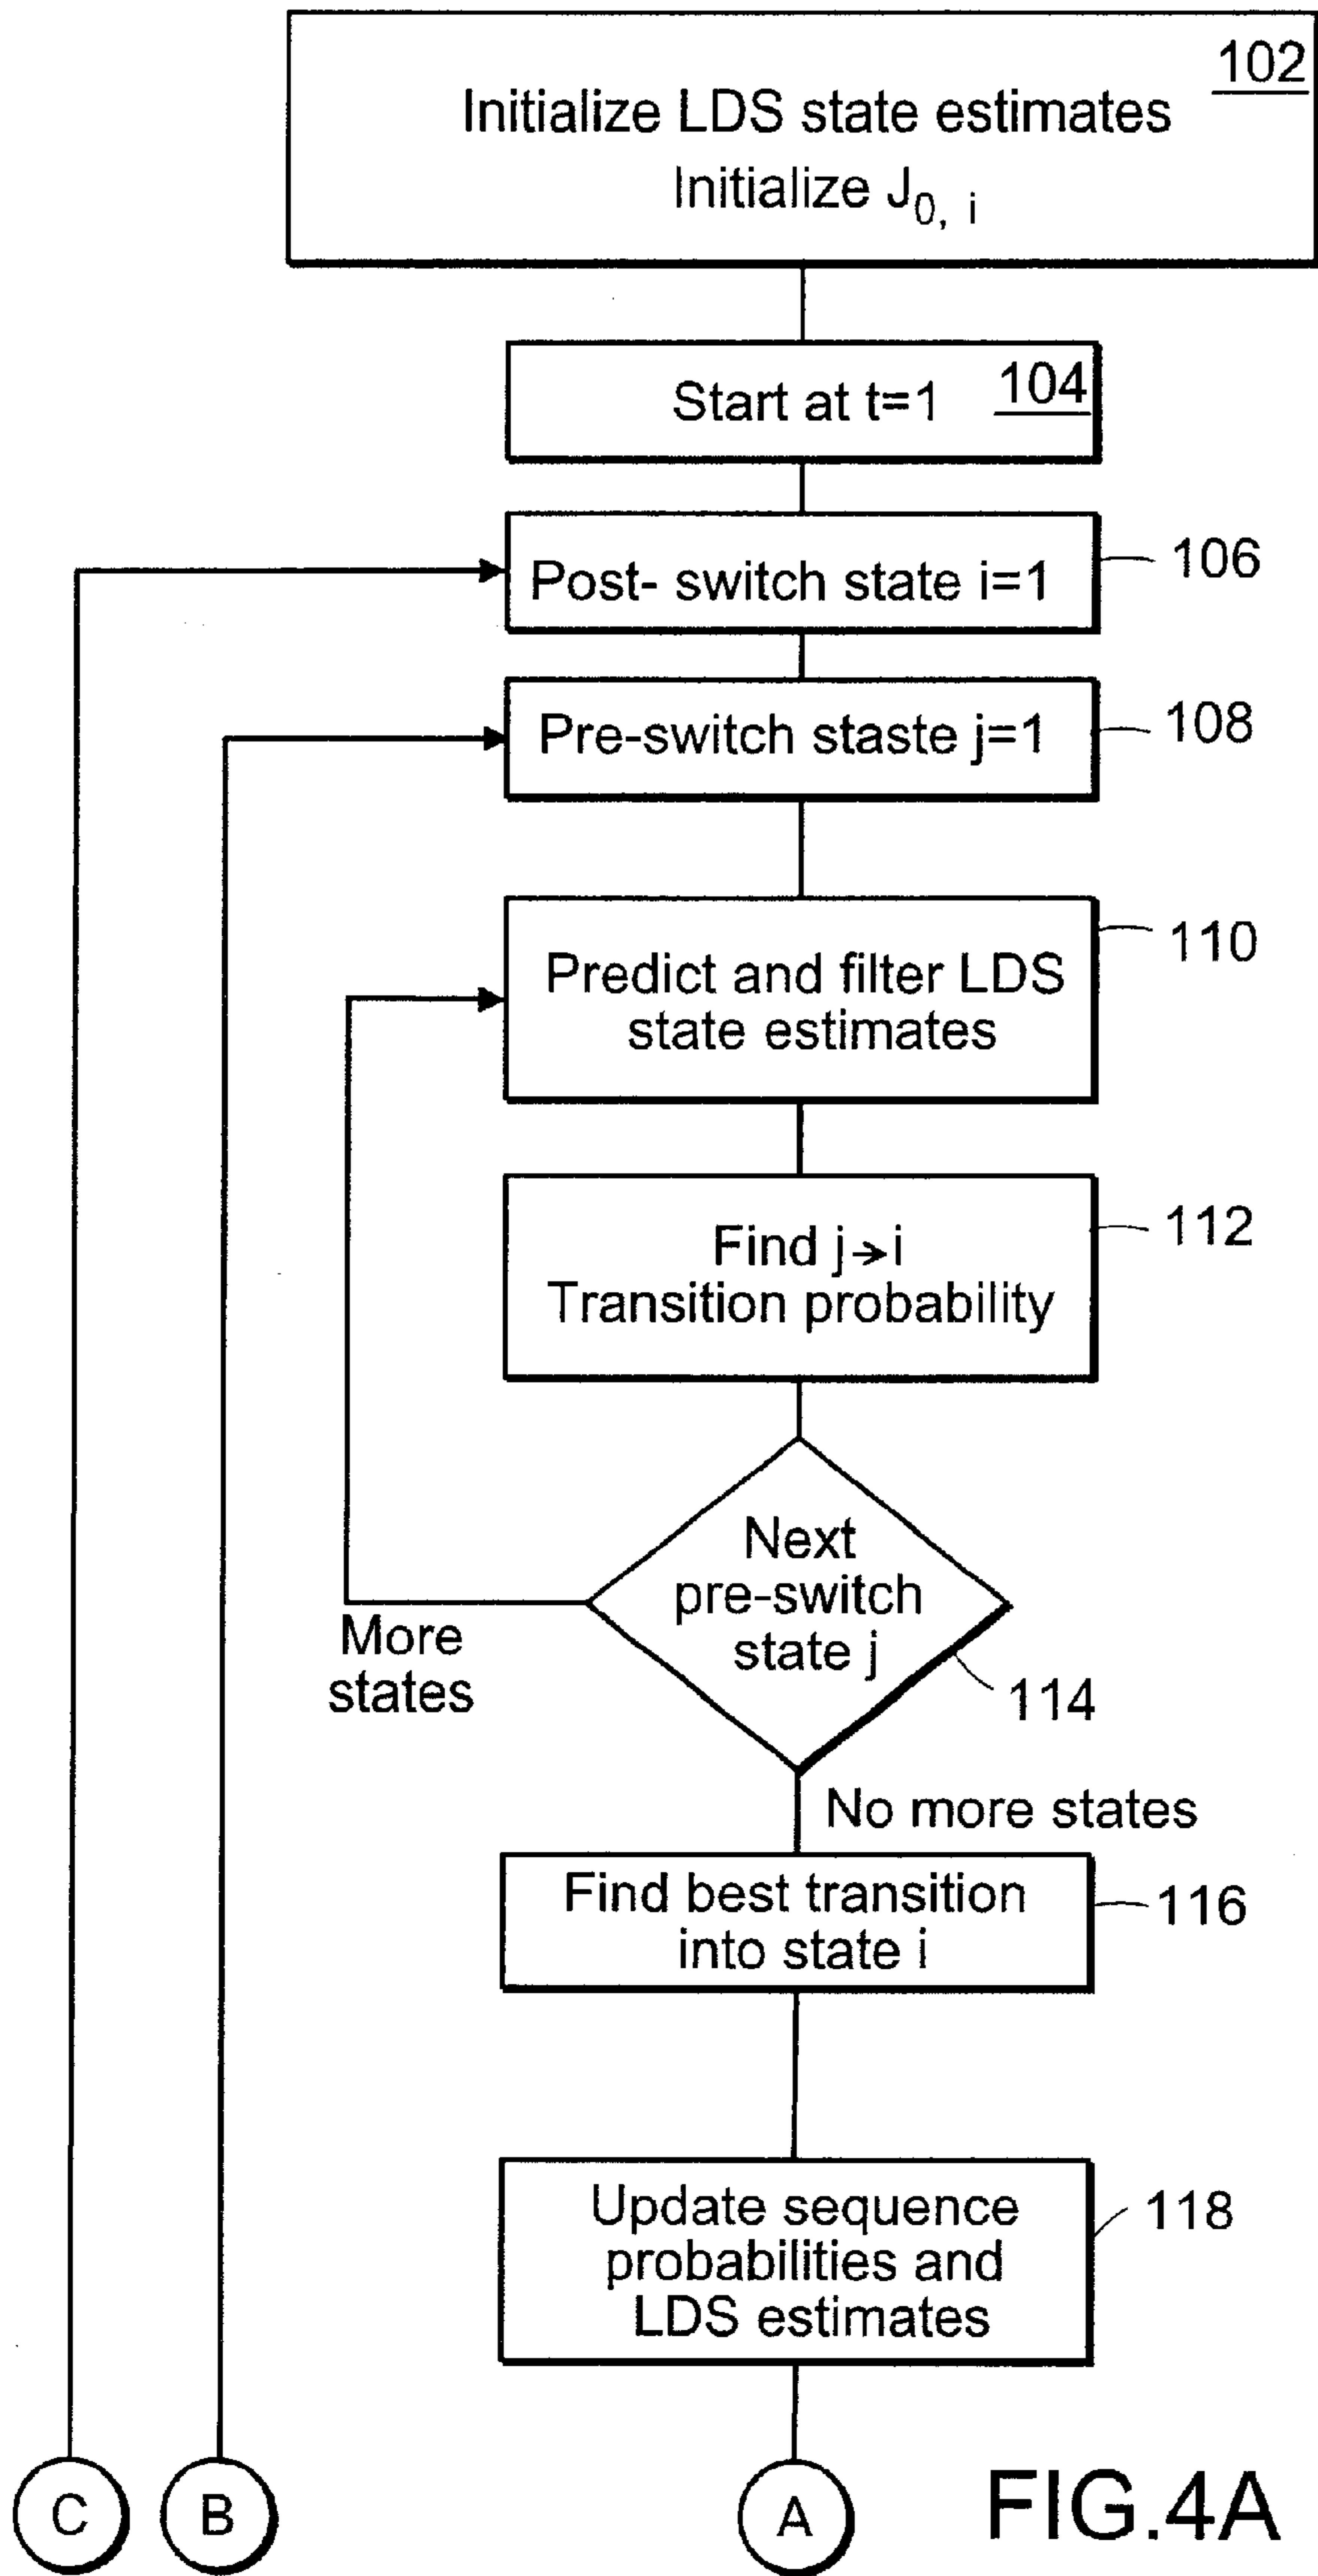 102
Initialize LDS state estimates
Initialize J0, i
104
Start at t=1
Post- switch state i=1
106
Pre-switch staste j=1
108
110
Predict and filter LDS
state estimates
112
Find j→i
Transition probability
Next
pre-switch
state j
More
states
114
No more states
Find best transition
into state i
116
Update sequence
probabilities and
LDS estimates
118
C
B
A
FIG.4A